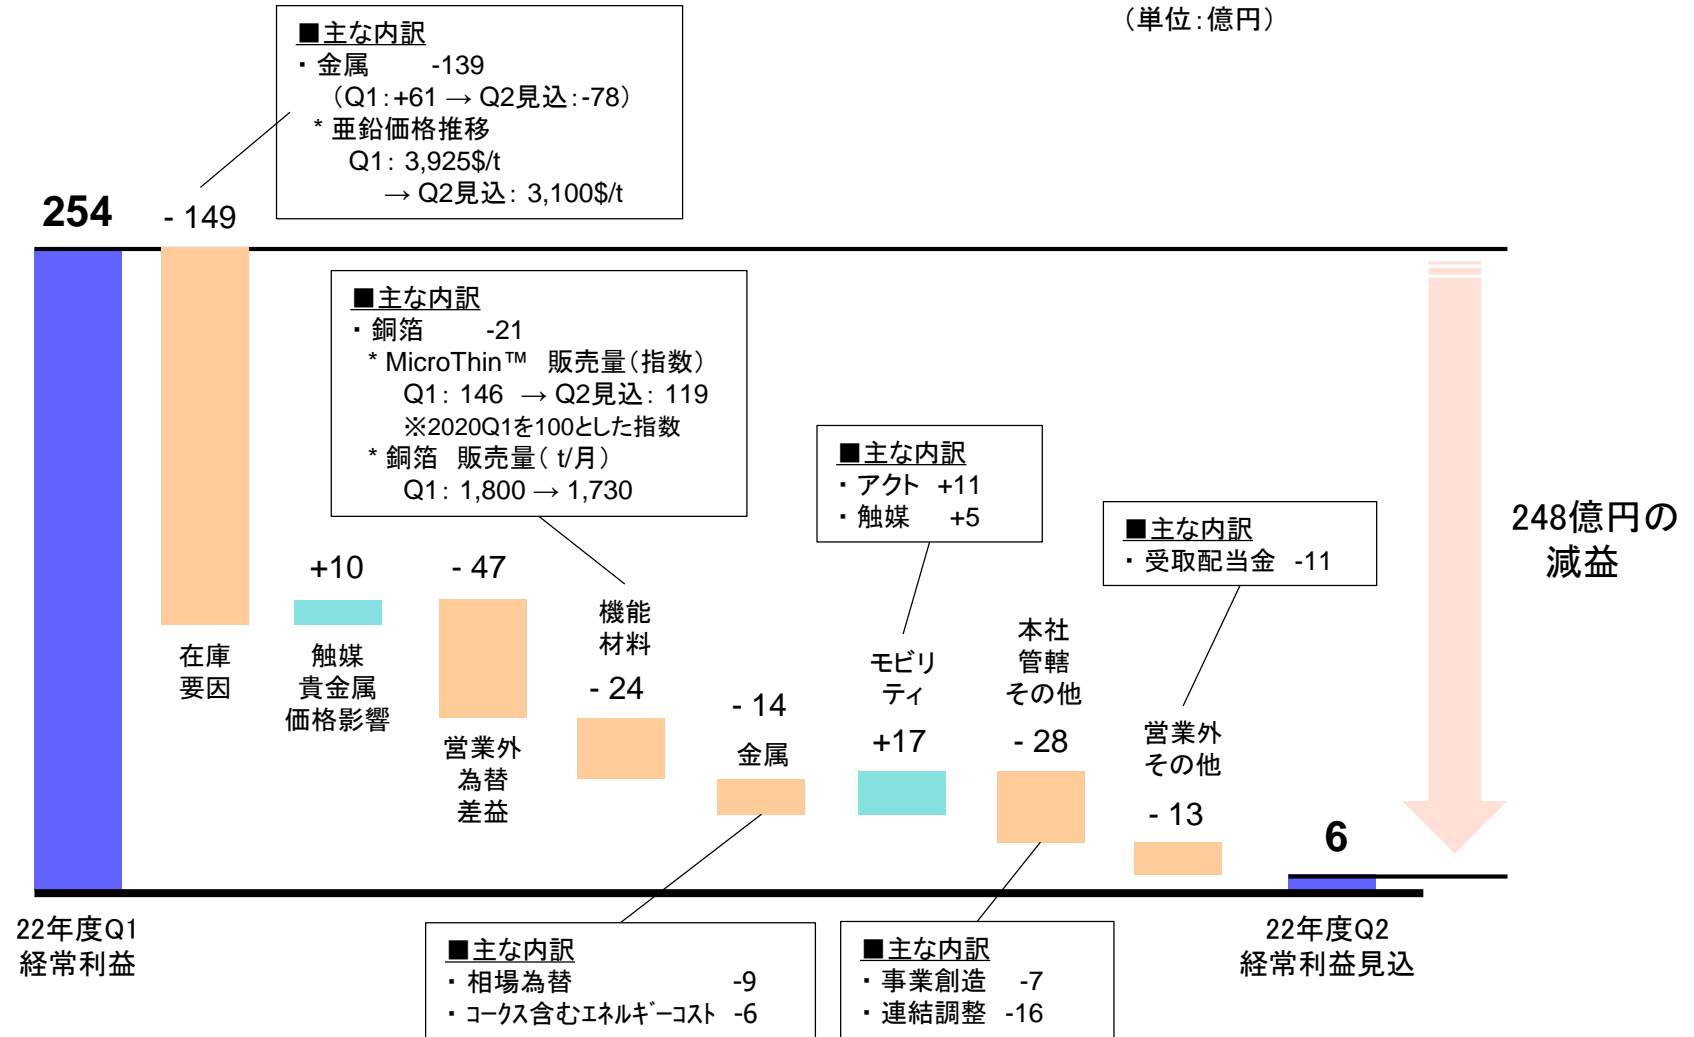 （単位：億円）
■主な内訳
・金属 -139
（Q1：+61 → Q2見込：-78）
* 亜鉛価格推移
Q1：3,925$/t
→ Q2見込：3,100$/t
254
- 149
■主な内訳
・銅箔 -21
* MicroThin™ 販売量（指数）
Q1：146 → Q2見込：119
※2020Q1を100とした指数
* 銅箔 販売量（ t/月）
Q1：1,800 → 1,730
■主な内訳
・アクト +11
・触媒 +5
■主な内訳
・受取配当金 -11
248億円の
減益
在庫
要因
+10
触媒
貴金属
価格影響
- 47
営業外
為替
差益
機能
材料
- 24
- 14
金属
モビリ
ティ
+17
本社
管轄
その他
- 28
営業外
その他
- 13
6
22年度Q1
経常利益
■主な内訳
・相場為替 -9
・コークス含むエネルギーコスト -6
■主な内訳
・事業創造 -7
・連結調整 -16
22年度Q2
経常利益見込